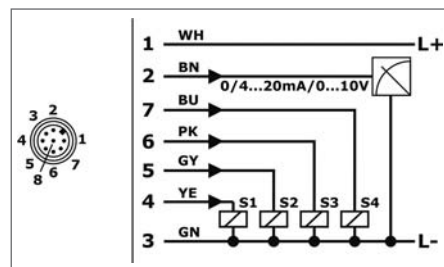 1 WH L+
2 BN
0/4...20mA/0...10V
7 BU
6 PK
5 GY
4 YE S1 S2 S3 S4
3 GN L-
3 2
4 1
5 6 7
8